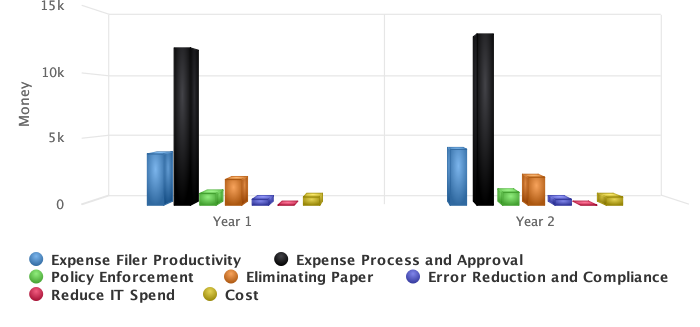 15k
10k
5k
0
Money
Year 1 Year 2
Expense Filer Productivity Expense Process and Approval
Policy Enforcement Eliminating Paper Error Reduction and Compliance
Reduce IT Spend Cost